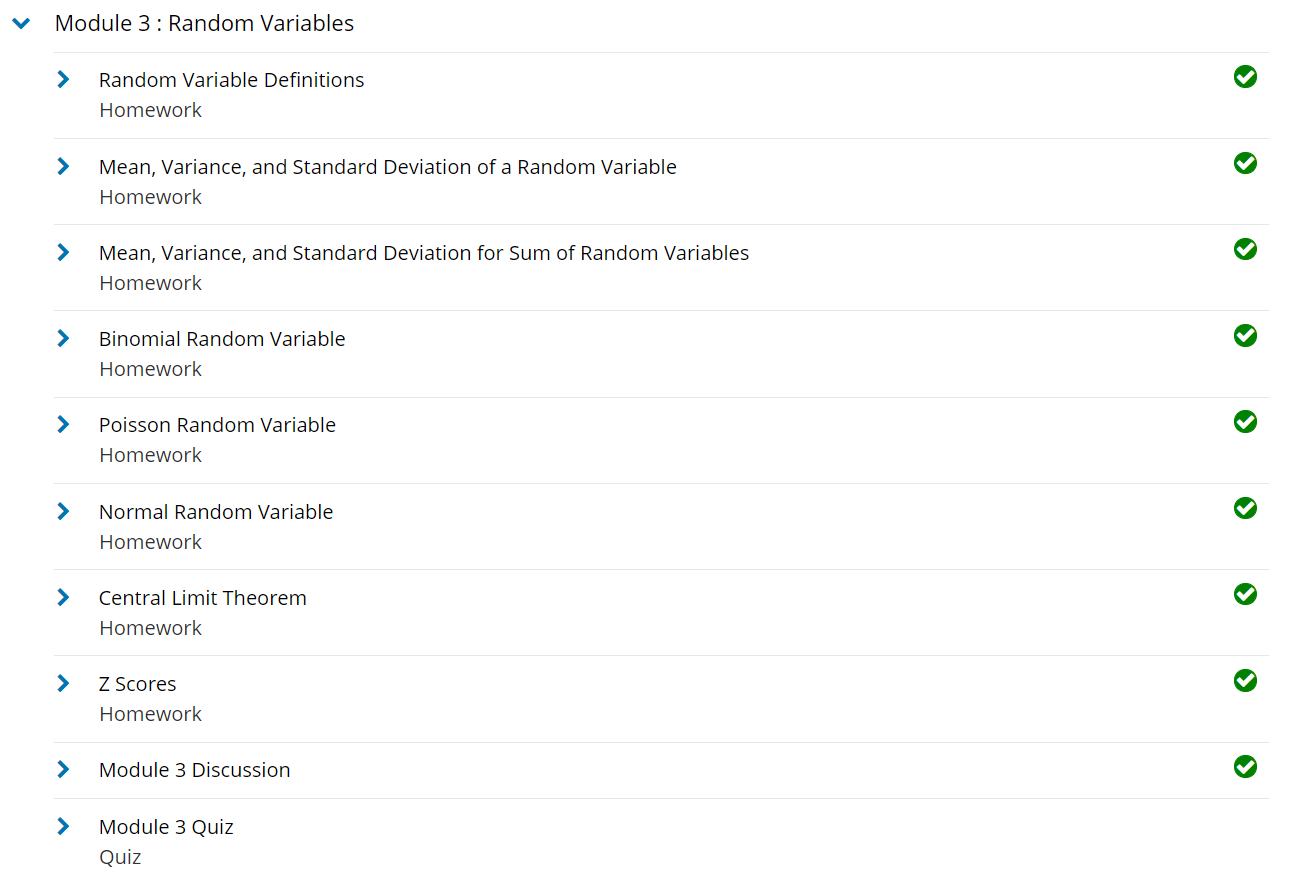 Module 3 : Random Variables
Random Variable Definitions
Homework
Mean, Variance, and Standard Deviation of a Random Variable
Homework
Mean, Variance, and Standard Deviation for Sum of Random Variables
Homework
Binomial Random Variable
Homework
Poisson Random Variable
Homework
Normal Random Variable
Homework
Central Limit Theorem
Homework
Z Scores
Homework
Module 3 Discussion
Module 3 Quiz
Quiz